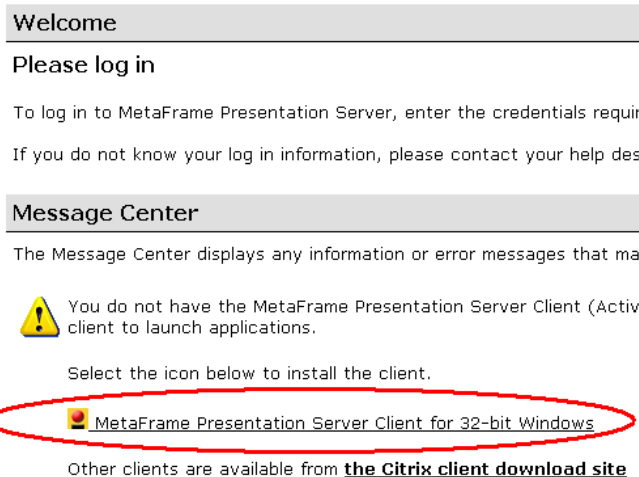 Welcome
Please log in
To log in to MetaFrame Presentation Server, enter the credentials
If you do not know your log in information, please contact your help
Message Center
The Message Center displays any information or error messages that
You do not have the MetaFrame Presentation Server Client
client to launch applications.
Select the icon below to install the client.
MetaFrame Presentation Server Client for 32-bit Windows
Other clients are available from the Citrix client download site